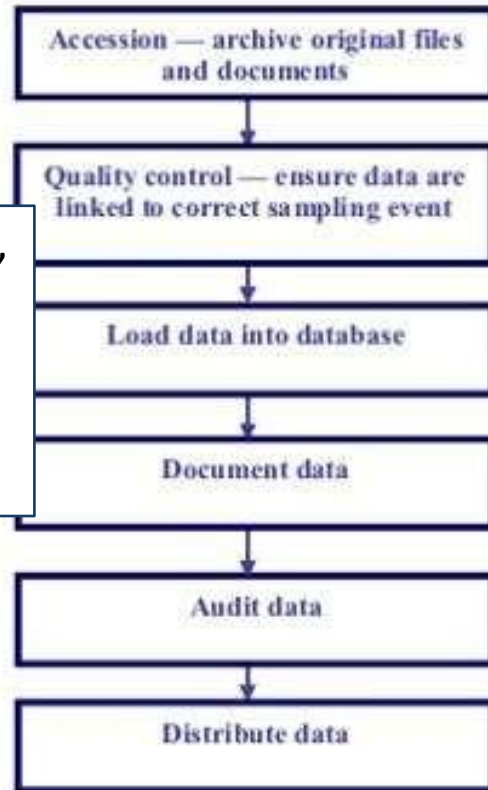 Accession — archive original files
and documents
Quality control — ensure data are
linked to correct sampling event
Load data into database
Document data
Audit data
Distribute data